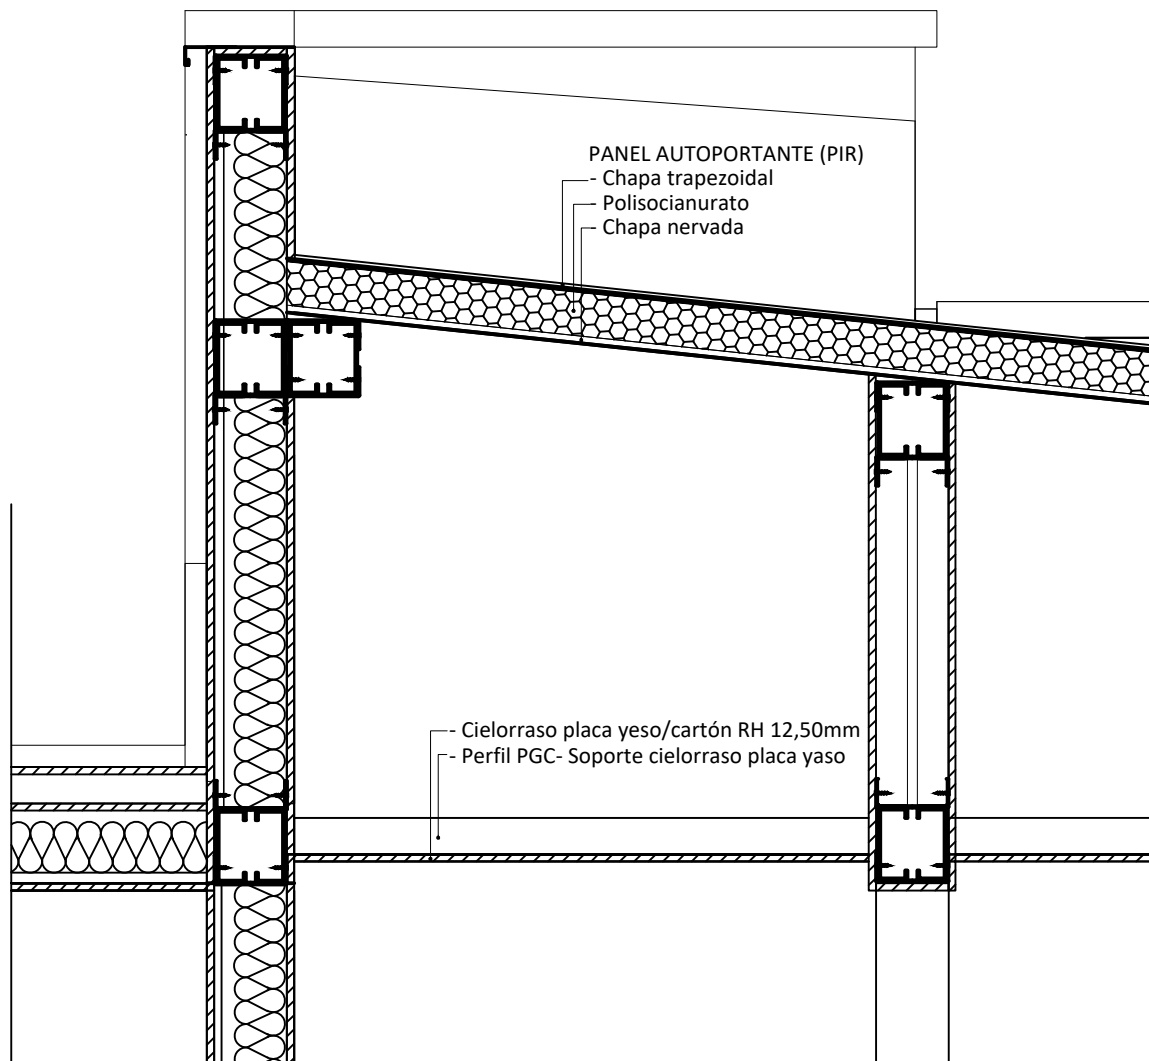 PANEL AUTOPORTANTE (PIR)
- Chapa trapezoidal
- Polisocianurato
- Chapa nervada
- Cielorraso placa yeso/cartón RH 12,50mm
- Perfil PGC- Soporte cielorraso placa yaso